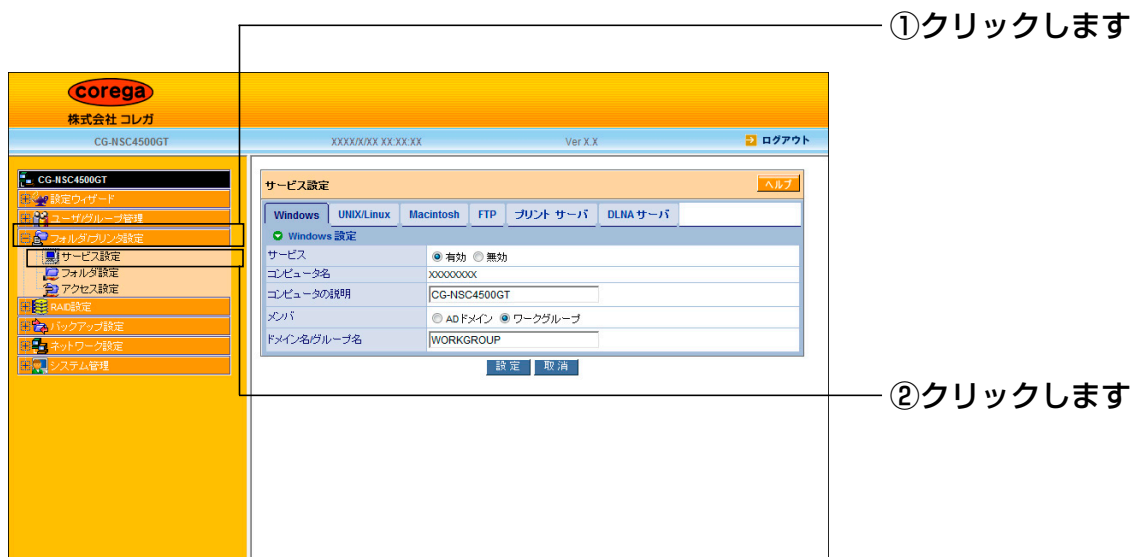 ①クリックします
corega
株式会社 コレガ
CG-NSC4500GT XXXX/X/XX XX:XX:XX Ver X.X ログアウト
CG-NSC4500GT
設定ウィザード
ユーザ/グループ管理
フォルダ/プリンタ設定
サービス設定
フォルダ設定
アクセス設定
RAID設定
バックアップ設定
ネットワーク設定
システム管理
サービス設定 ヘルプ
Windows UNIX/Linux Macintosh FTP プリント サーバ DLNA サーバ
Windows 設定
サービス 有効 無効
コンピュータ名 XXXXXXXX
コンピュータの説明 CG-NSC4500GT
メンバ ADドメイン ワークグループ
ドメイン名/グループ名 WORKGROUP
設定 取消
②クリックします